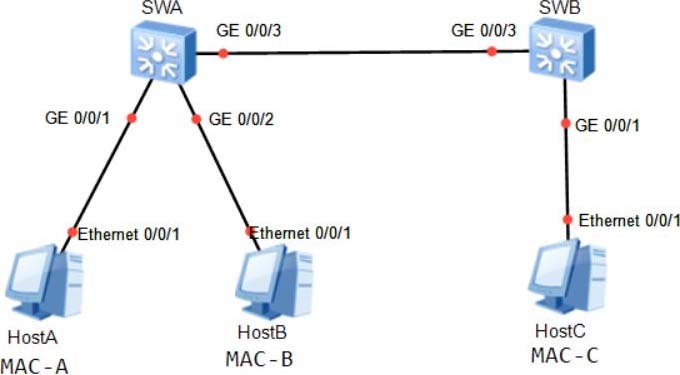 SWA
SWB
GE 0/0/3
GE 0/0/3
GE 0/0/1
GE 0/0/2
GE 0/0/1
Ethernet 0/0/1
Ethernet 0/0/1
Ethernet 0/0/1
HostA
HostB
HostC
MAC-A
MAC-B
MAC-C